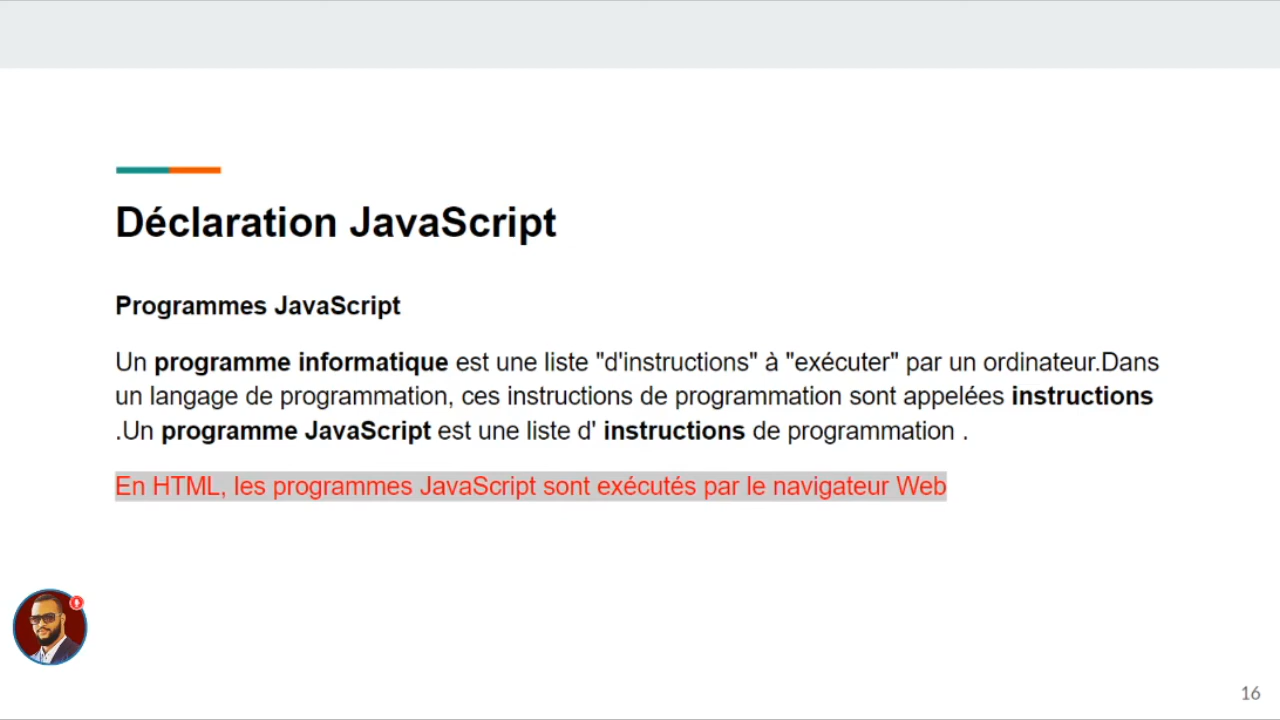 Déclaration JavaScript
Programmes JavaScript
Un programme informatique est une liste "d'instructions" à "exécuter" par un ordinateur.Dans
un langage de programmation, ces instructions de programmation sont appelées instructions
.Un programme JavaScript est une liste d' instructions de programmation .
En HTML, les programmes JavaScript sont exécutés par le navigateur Web
16